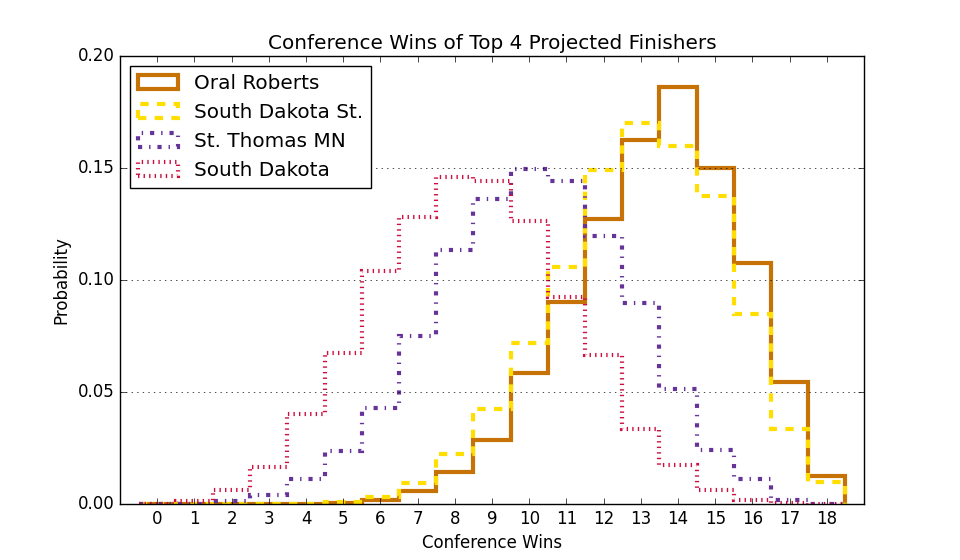 Conference Wins of Top 4 Projected Finishers
Oral Roberts
South Dakota St.
St. Thomas MN
South Dakota
0.20
0.15
0.10
0.05
0.00
Probability
0 1 2 3 4 5 6 7 8 9 10 11 12 13 14 15 16 17 18
Conference Wins